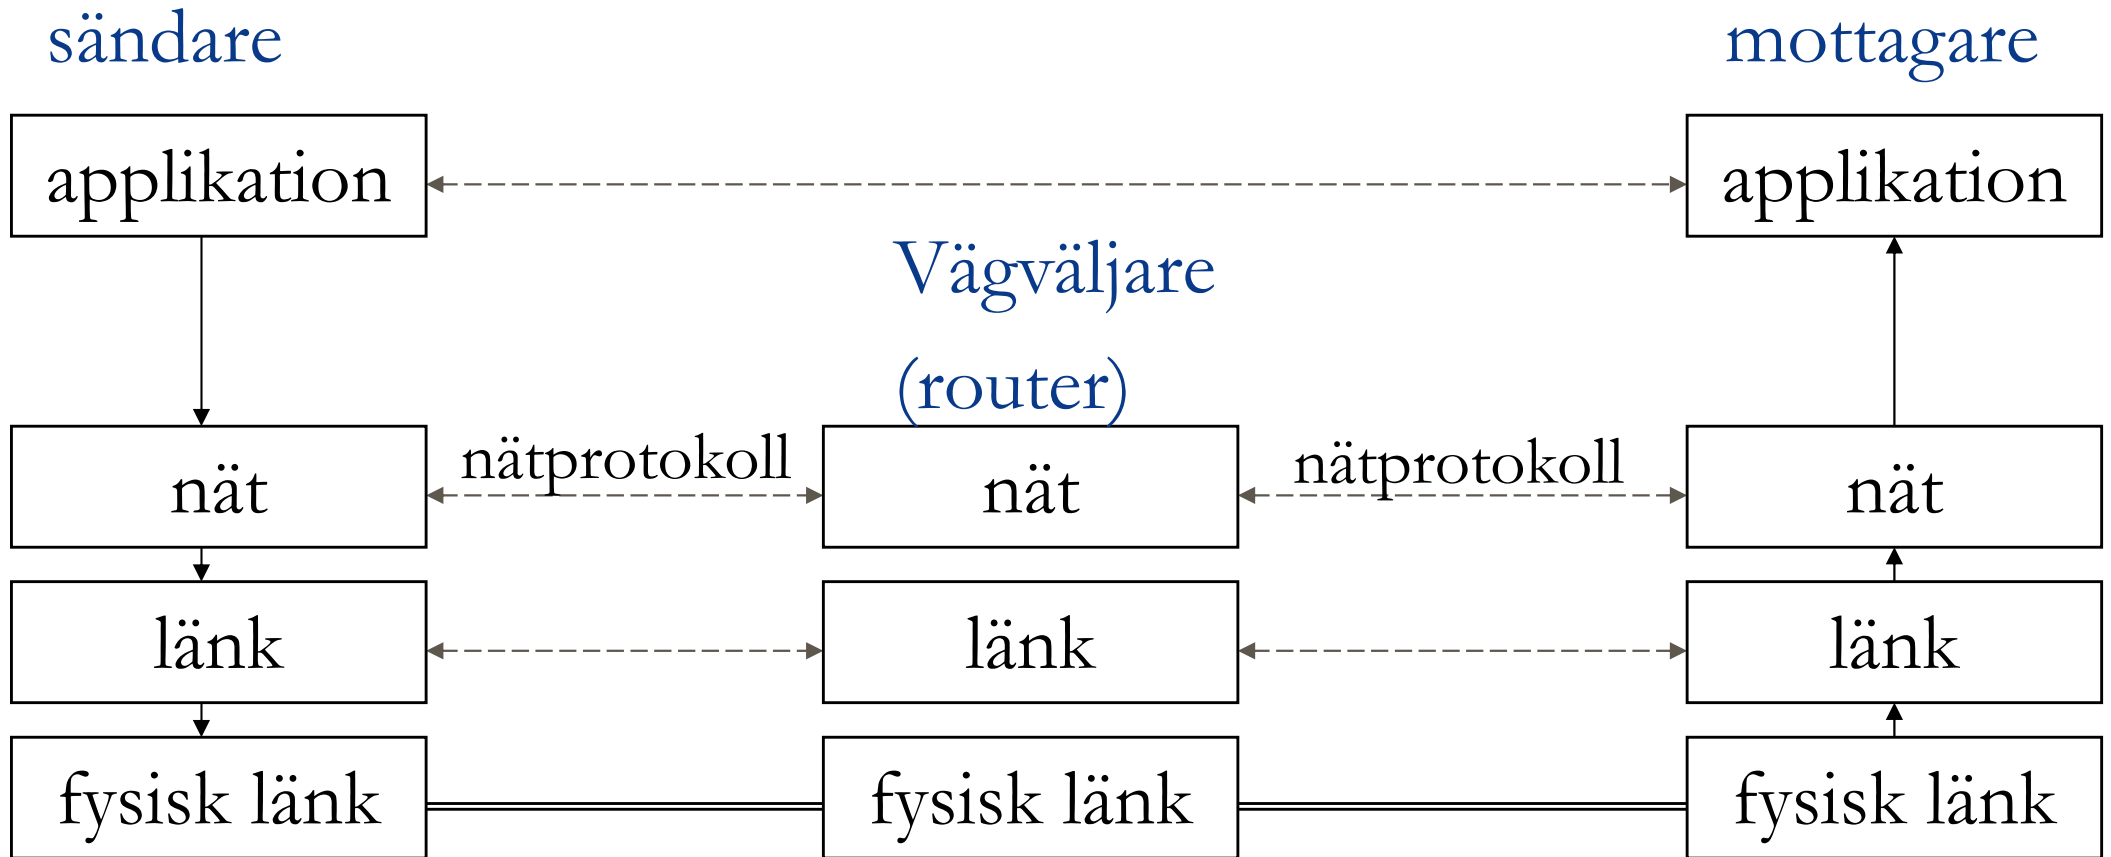 sändare
mottagare
applikation
applikation
Vägväljare
(router)
nät
nätprotokoll
nät
nätprotokoll
nät
länk
länk
länk
fysisk länk
fysisk länk
fysisk länk